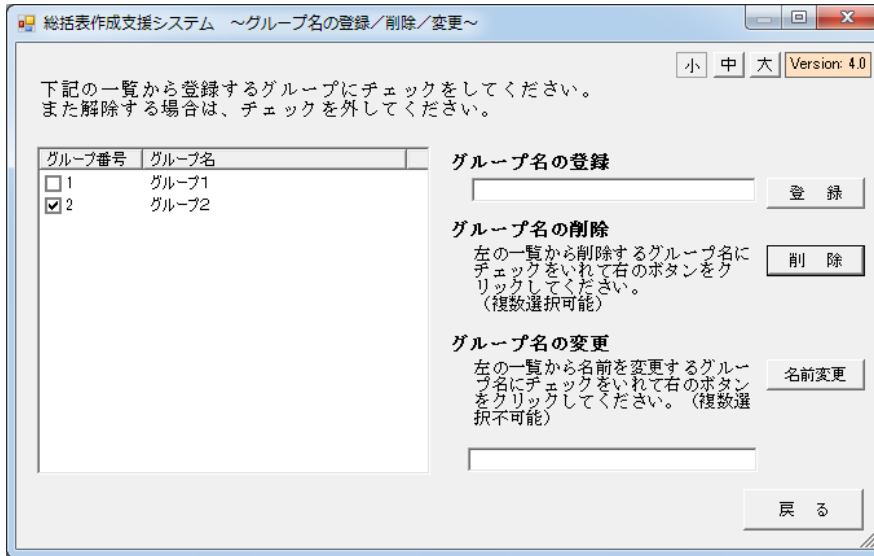 総括表作成支援システム ～グループ名の登録／削除／変更～
小 中 大 Version: 4.0
下記の一覧から登録するグループにチェックをしてください。
また解除する場合は、チェックを外してください。
グループ番号 グループ名
1 グループ1
2 グループ2
グループ名の登録
登 録
グループ名の削除
左の一覧から削除するグループ名に
チェックをいれて右のボタンをク
リックしてください。
（複数選択可能）
削 除
グループ名の変更
左の一覧から名前を変更するグルー
プ名にチェックをいれて右のボタン
をクリックしてください。（複数選
択不可能）
名前変更
戻 る